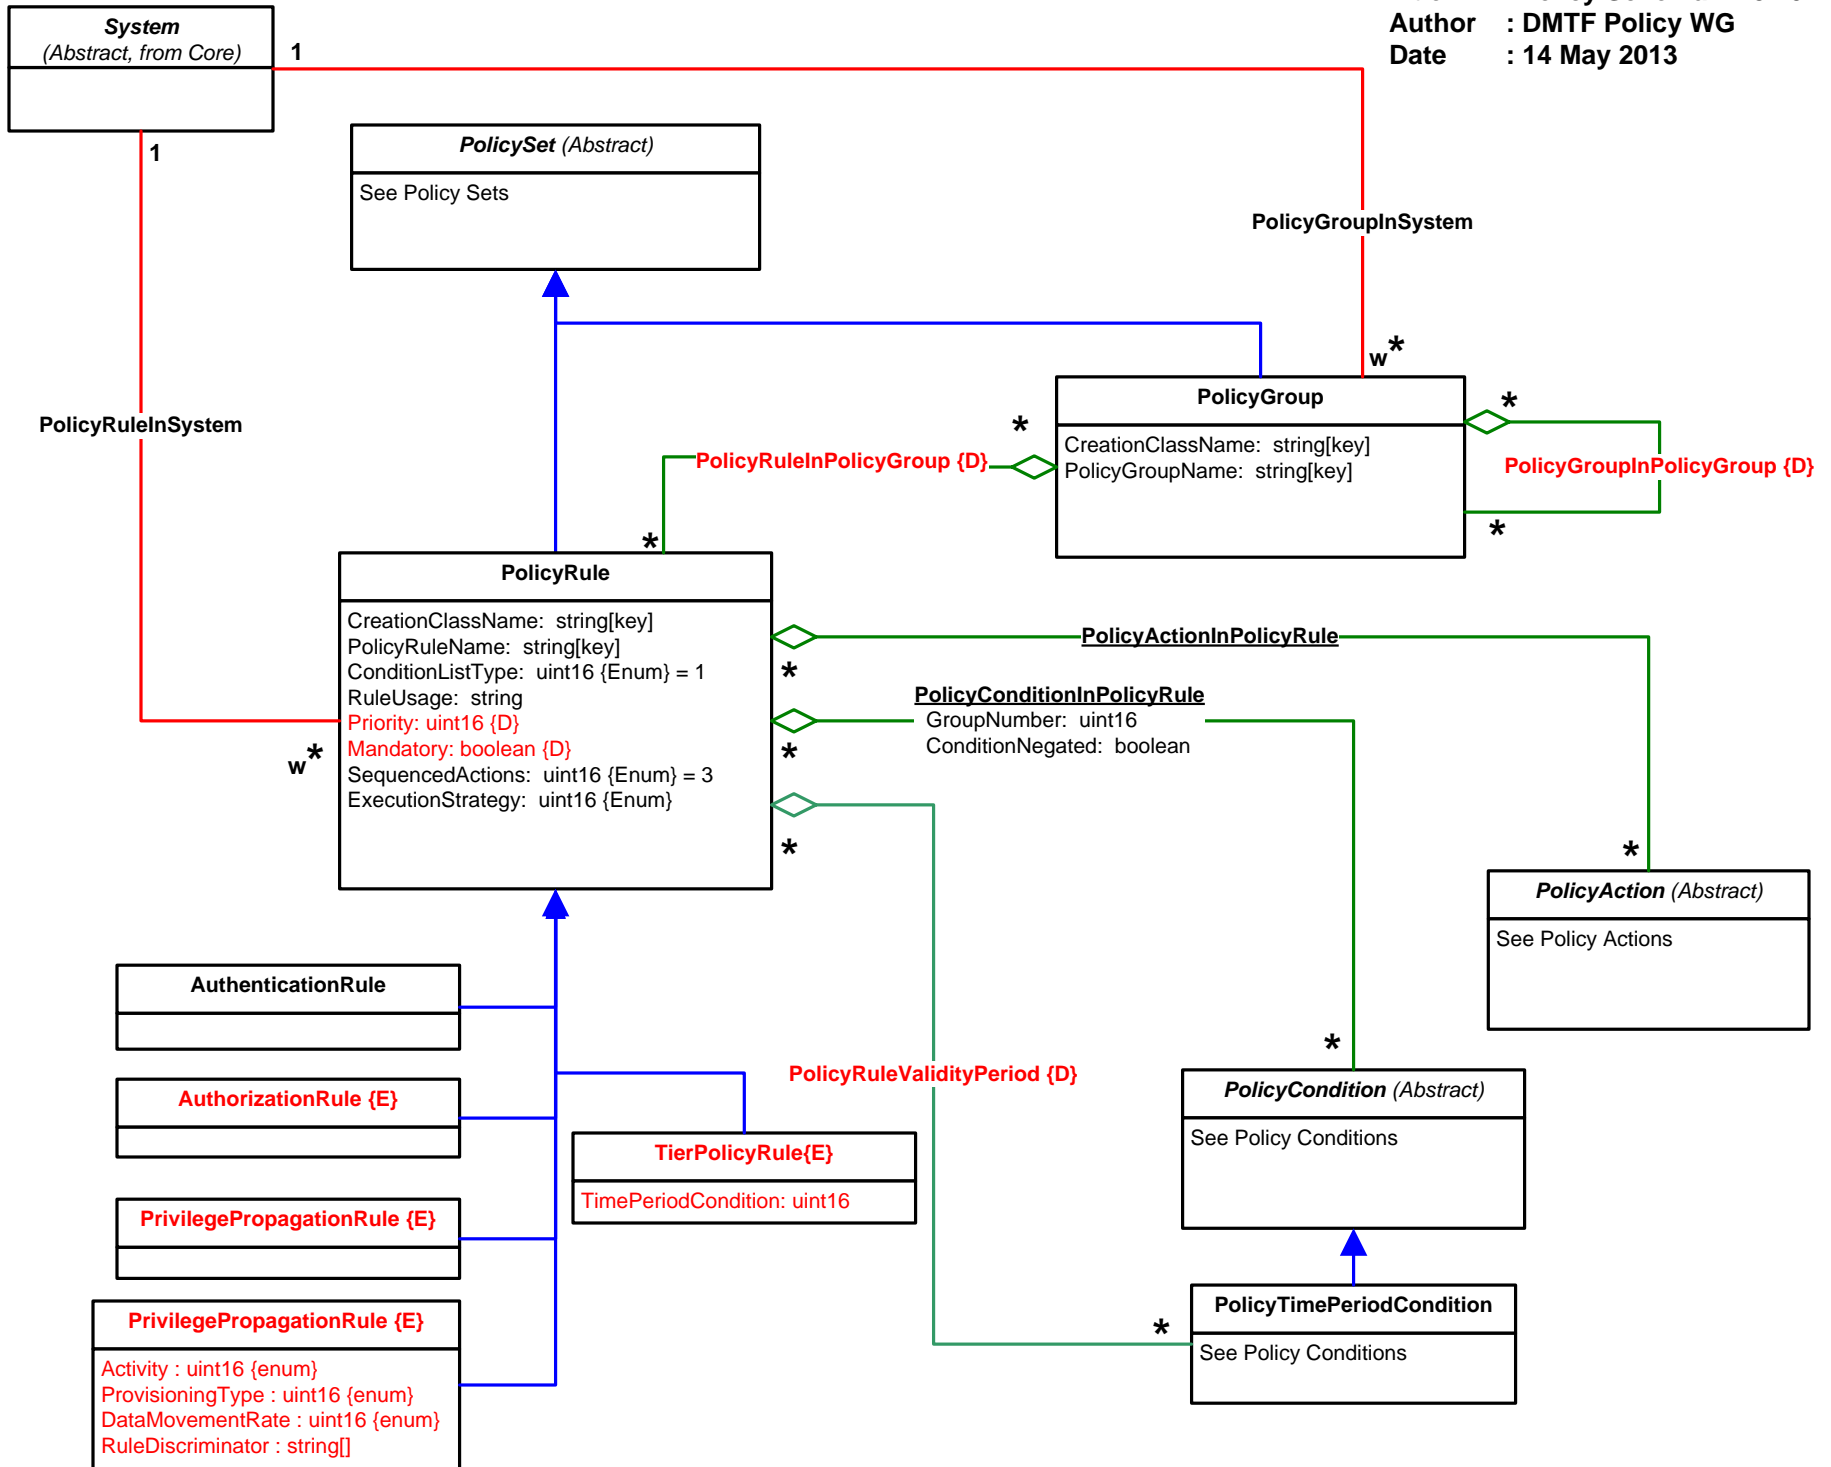 System
(Abstract, from Core)
1
1
Author : DMTF Policy WG
Date : 14 May 2013
PolicySet (Abstract)
See Policy Sets
PolicyGroupInSystem
w*
PolicyGroup
CreationClassName: string[key]
PolicyGroupName: string[key]
*
*
PolicyGroupInPolicyGroup {D}
*
PolicyRuleInPolicyGroup {D}
*
PolicyRuleInSystem
w*
PolicyRule
CreationClassName: string[key]
PolicyRuleName: string[key]
ConditionListType: uint16 {Enum} = 1
RuleUsage: string
Priority: uint16 {D}
Mandatory: boolean {D}
SequencedActions: uint16 {Enum} = 3
ExecutionStrategy: uint16 {Enum}
*
*
*
PolicyActionInPolicyRule
PolicyConditionInPolicyRule
GroupNumber: uint16
ConditionNegated: boolean
*
PolicyAction (Abstract)
See Policy Actions
AuthenticationRule
AuthorizationRule {E}
PrivilegePropagationRule {E}
PrivilegePropagationRule {E}
Activity : uint16 {enum}
ProvisioningType : uint16 {enum}
DataMovementRate : uint16 {enum}
RuleDiscriminator : string[]
TierPolicyRule{E}
TimePeriodCondition: uint16
PolicyRuleValidityPeriod {D}
*
PolicyCondition (Abstract)
See Policy Conditions
*
PolicyTimePeriodCondition
See Policy Conditions